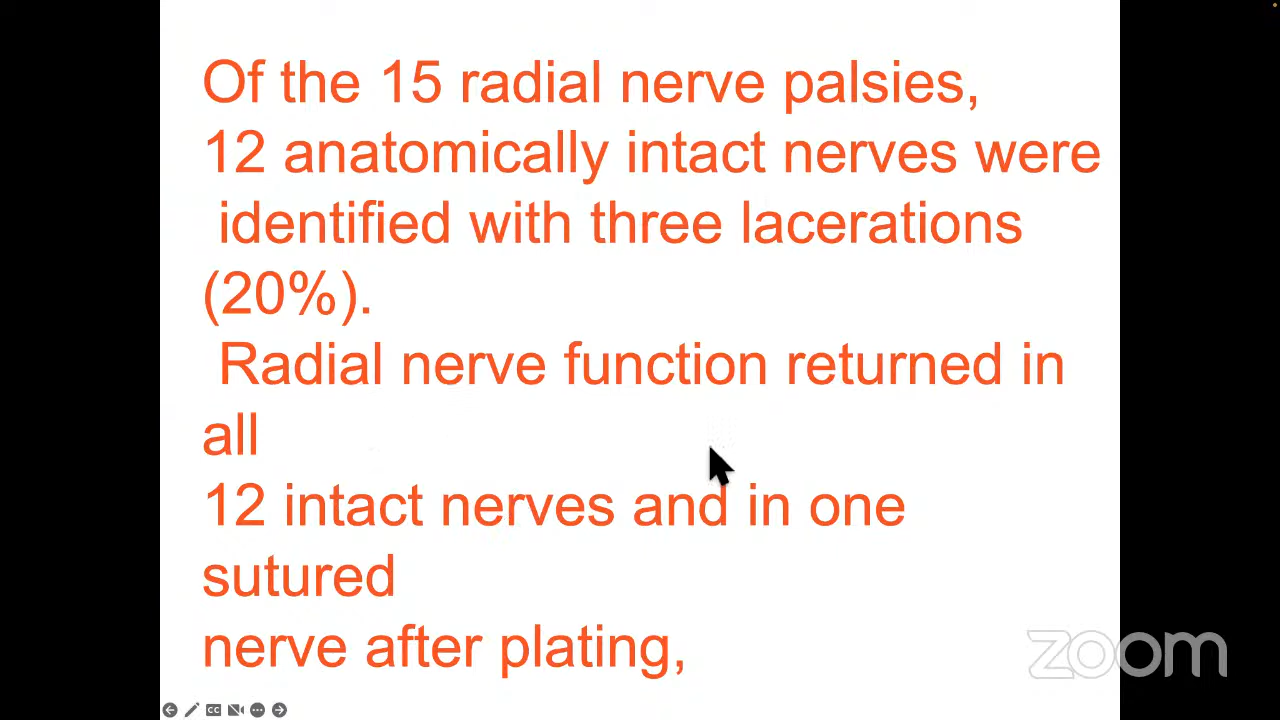 Of the 15 radial nerve palsies,
12 anatomically intact nerves were
identified with three lacerations
(20%).
Radial nerve function returned in
all
12 intact nerves and in one
sutured
nerve after plating,
zoom
CC